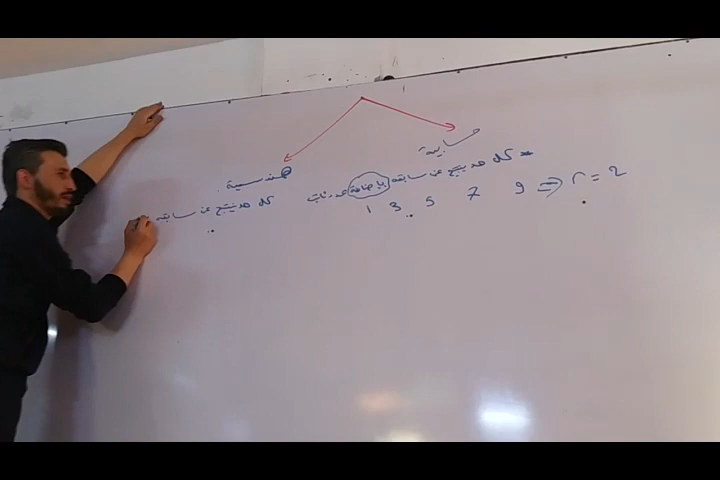 حسابية
كل حد ينتج عن سابقه بإضافة عدد ثابت
1 3 5 7 9 ⇒ r = 2
هندسية
كل حد ينتج عن سابقه